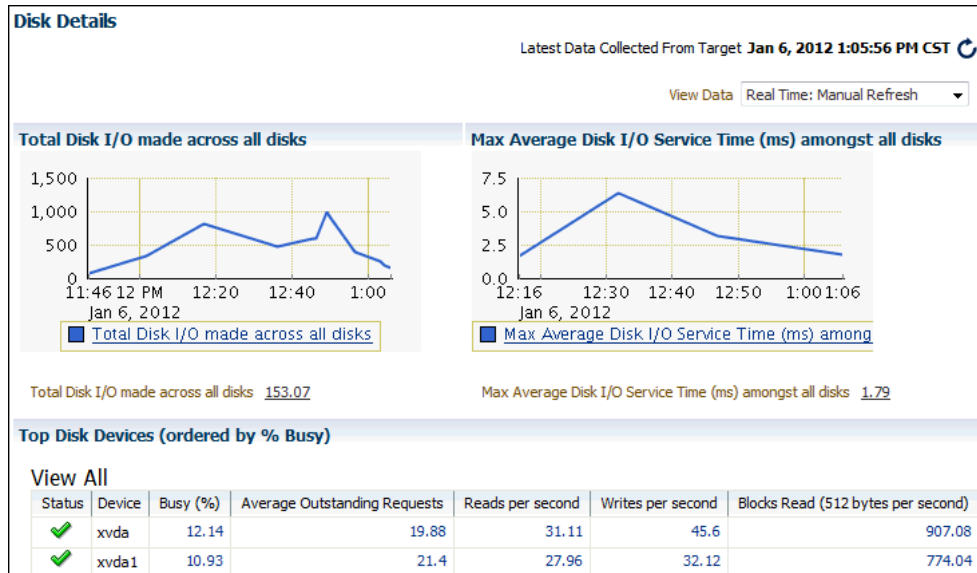 Disk Details
Latest Data Collected From Target Jan 6, 2012 1:05:56 PM CST
View Data Real Time: Manual Refresh
Total Disk I/O made across all disks
1,500
1,000
500
0
11:46 12 PM 12:20 12:40 1:00
Jan 6, 2012
Total Disk I/O made across all disks
Total Disk I/O made across all disks 153.07
Max Average Disk I/O Service Time (ms) amongst all disks
7.5
5.0
2.5
0.0
12:16 12:30 12:40 12:50 1:00 1:06
Jan 6, 2012
Max Average Disk I/O Service Time (ms) among
Max Average Disk I/O Service Time (ms) amongst all disks 1.79
Top Disk Devices (ordered by % Busy)
View All
Status Device Busy (%) Average Outstanding Requests Reads per second Writes per second Blocks Read (512 bytes per second)
xvda 12.14 19.88 31.11 45.6 907.08
xvda1 10.93 21.4 27.96 32.12 774.04